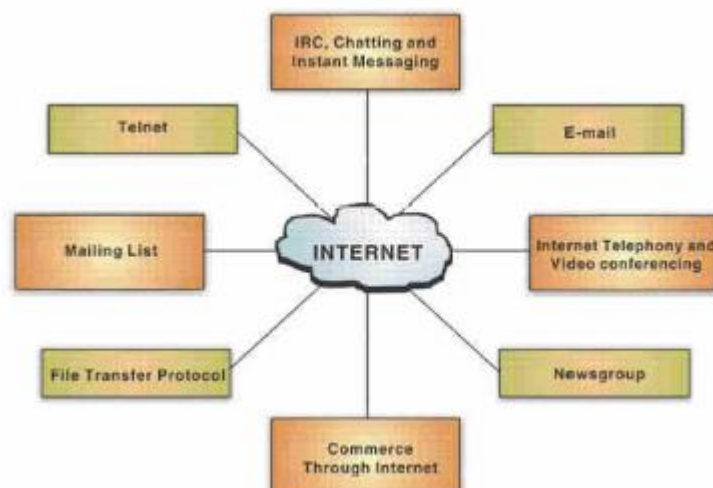 IRC, Chatting and
Instant Messaging
Telnet
E-mail
Mailing List
INTERNET
Internet Telephony and
Video conferencing
File Transfer Protocol
Newsgroup
Commerce
Through Internet